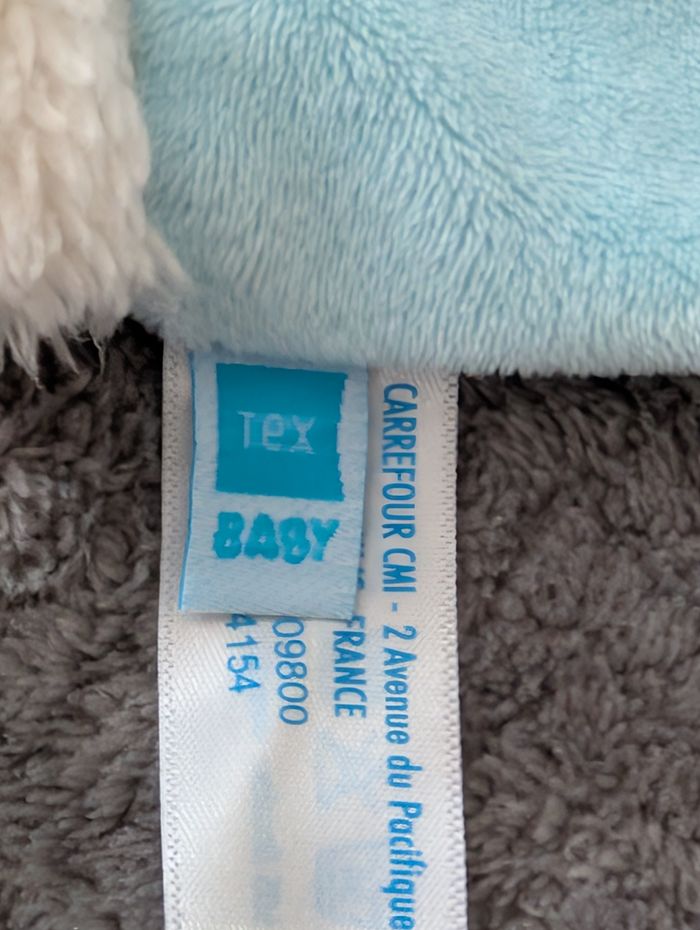 Tex
BABY
CARREFOUR CMI - 2 Avenue du Pacifique
FRANCE
09800
4154